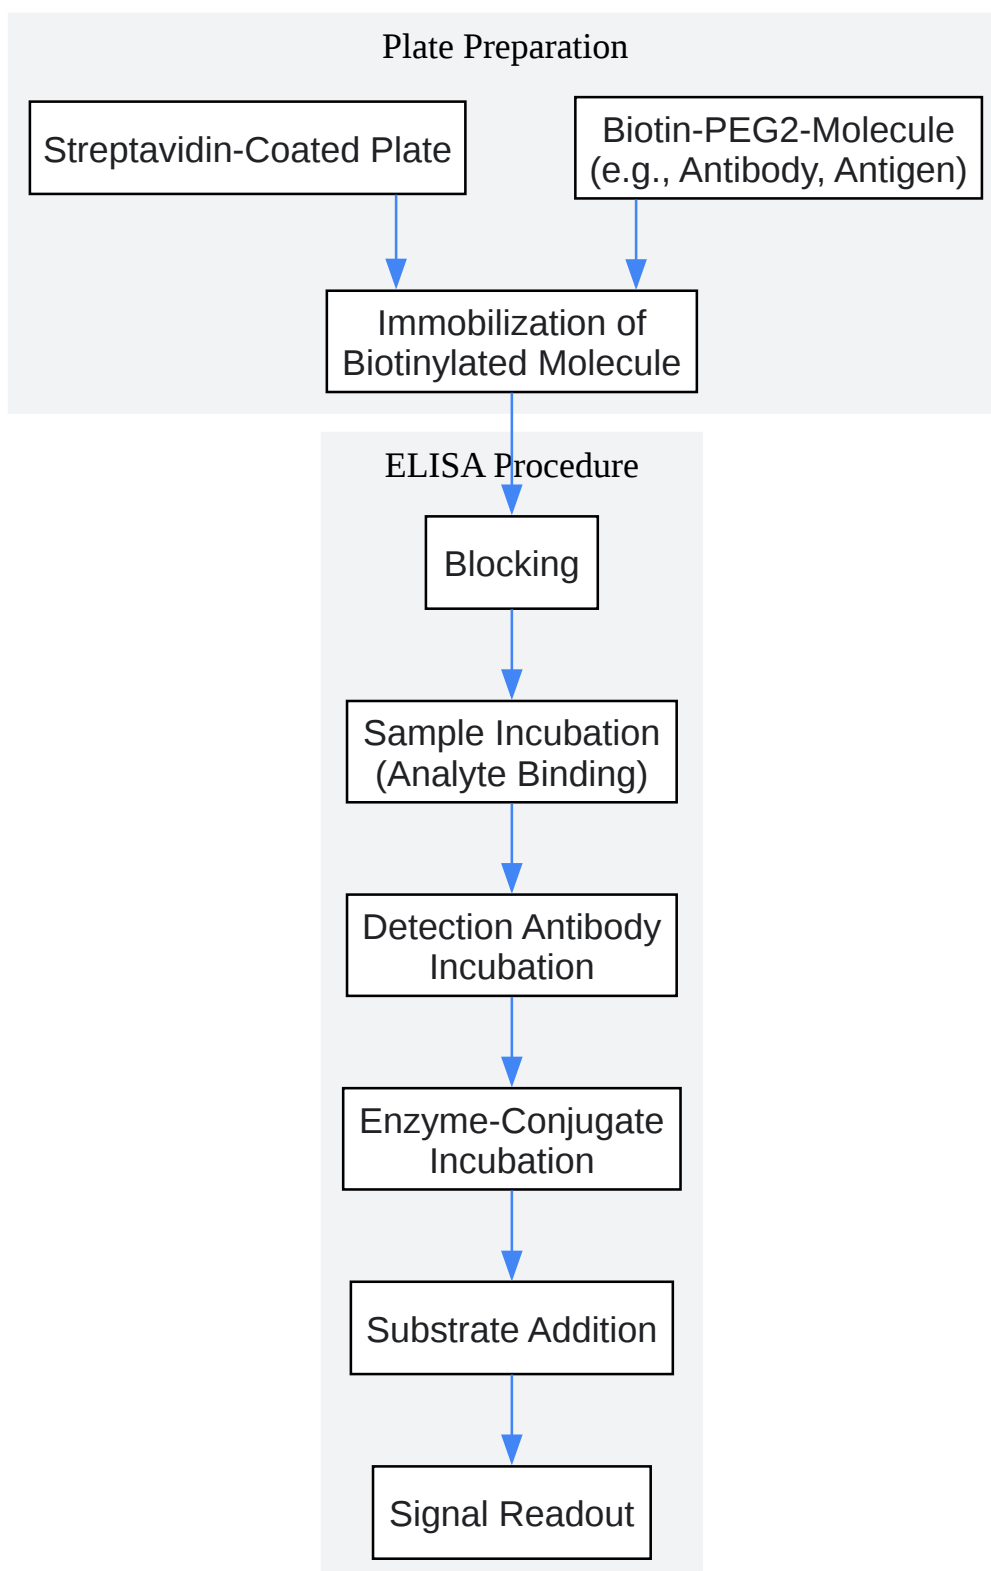 Plate Preparation
Streptavidin-Coated Plate
Biotin-PEG2-Molecule
(e.g., Antibody, Antigen)
Immobilization of
Biotinylated Molecule
ELISA Procedure
Blocking
Sample Incubation
(Analyte Binding)
Detection Antibody
Incubation
Enzyme-Conjugate
Incubation
Substrate Addition
Signal Readout